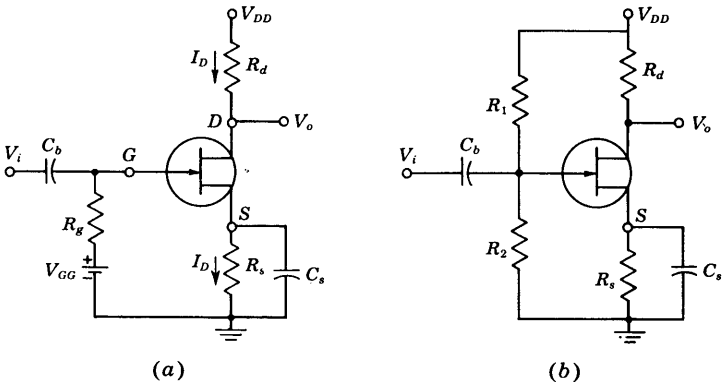 V_DD
I_D
R_d
D
V_o
V_i
C_b
G
R_g
V_GG
+
-
S
I_D
R_s
C_s
(a)
V_DD
R_d
R_1
V_o
V_i
C_b
S
R_2
R_s
C_s
(b)